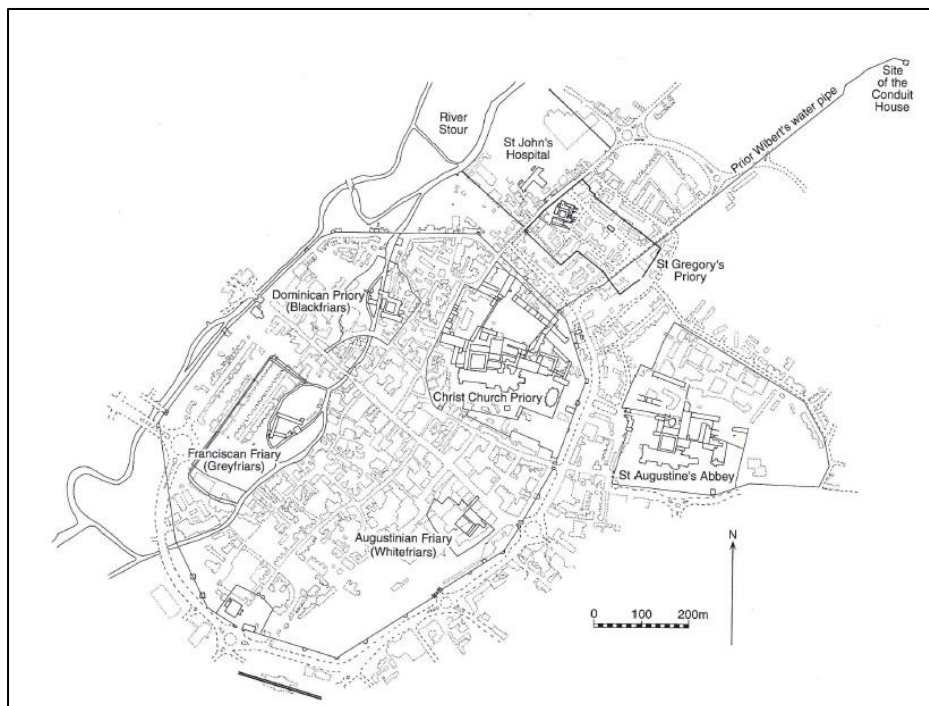 Site
of the
Conduit
House
Prior Wibert's water pipe
River
Stour
St John's
Hospital
St Gregory's
Priory
Dominican Priory
(Blackfriars)
Christ Church Priory
Franciscan Friary
(Greyfriars)
St Augustine's Abbey
Augustinian Friary
(Whitefriars)
N
0 100 200m